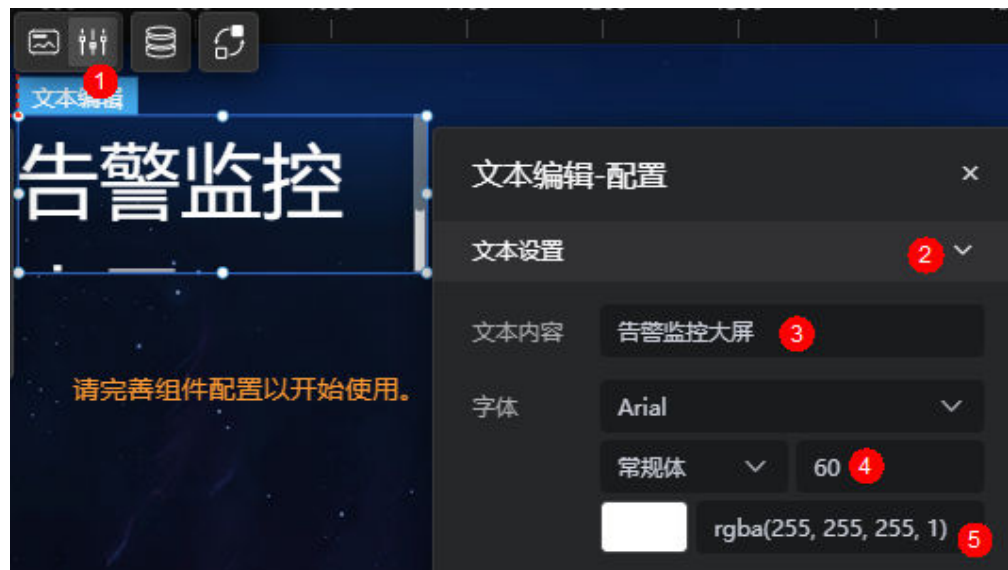 1
文本编辑
告警监控
文本编辑-配置
×
文本设置
2
文本内容
告警监控大屏
3
请完善组件配置以开始使用。
字体
Arial
常规体
60
4
rgba(255, 255, 255, 1)
5